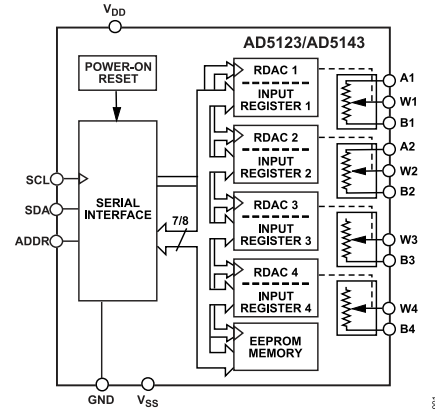 VDD
AD5123/AD5143
POWER-ON
RESET
RDAC 1
INPUT
REGISTER 1
A1
W1
B1
RDAC 2
INPUT
REGISTER 2
A2
W2
B2
SCL
SDA
ADDR
SERIAL
INTERFACE
7/8
RDAC 3
INPUT
REGISTER 3
W3
B3
RDAC 4
INPUT
REGISTER 4
W4
B4
EEPROM
MEMORY
GND
VSS